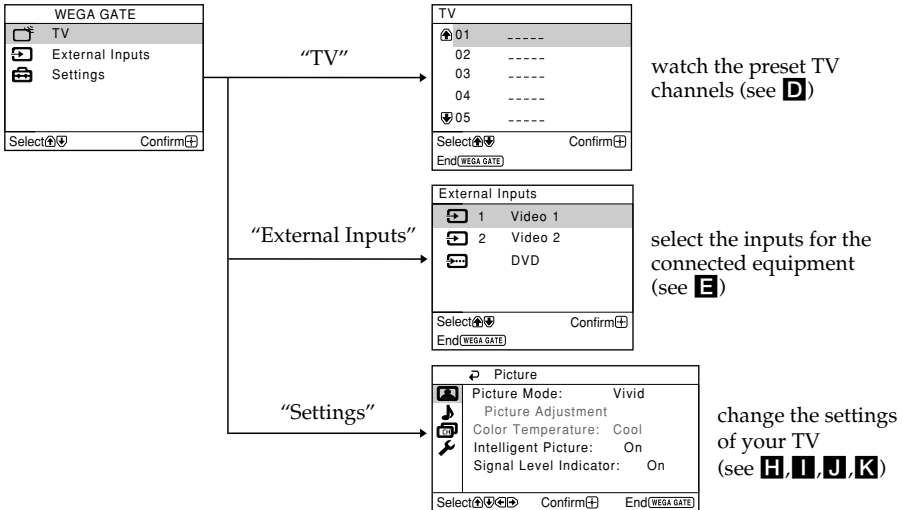 WEGA GATE
TV
External Inputs
Settings
Select Confirm
"TV"
TV
01 -----
02 -----
03 -----
04 -----
05 -----
Select Confirm
End WEGA GATE
watch the preset TV
channels (see D)
"External Inputs"
External Inputs
1 Video 1
2 Video 2
DVD
Select Confirm
End WEGA GATE
select the inputs for the
connected equipment
(see E)
"Settings"
Picture
Picture Mode: Vivid
Picture Adjustment
Color Temperature: Cool
Intelligent Picture: On
Signal Level Indicator: On
Select Confirm End WEGA GATE
change the settings
of your TV
(see H, I, J, K)